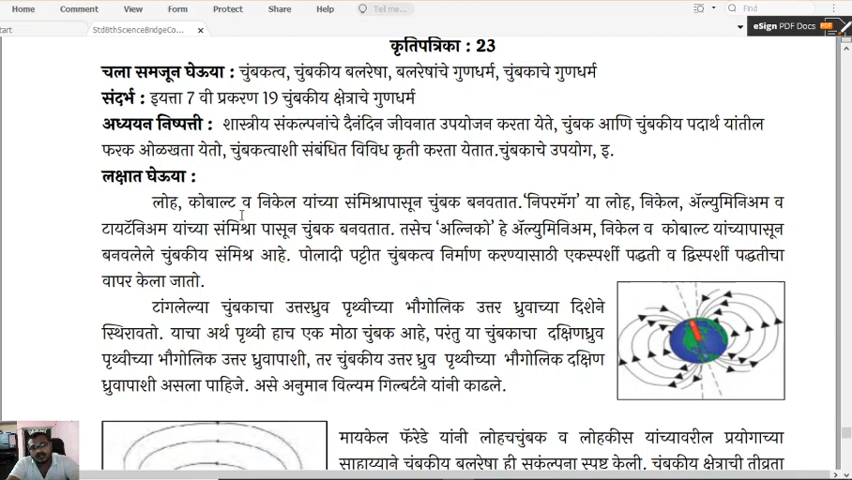 Home Comment View Form Protect Share Help Tell me... Find
tart StdBthScienceBridgeCo... × eSign PDF Docs
कृतिपत्रिका : 23
चला समजून घेऊया : चुंबकत्व, चुंबकीय बलरेषा, बलरेषांचे गुणधर्म, चुंबकाचे गुणधर्म
संदर्भ : इयत्ता 7 वी प्रकरण 19 चुंबकीय क्षेत्राचे गुणधर्म
अध्ययन निष्पत्ती : शास्त्रीय संकल्पनांचे दैनंदिन जीवनात उपयोजन करता येते, चुंबक आणि चुंबकीय पदार्थ यांतील
फरक ओळखता येतो, चुंबकत्वाशी संबंधित विविध कृती करता येतात.चुंबकाचे उपयोग, इ.
लक्षात घेऊया :
लोह, कोबाल्ट व निकेल यांच्या संमिश्रापासून चुंबक बनवतात.‘निपरमॅग’ या लोह, निकेल, ॲल्युमिनिअम व
टायटॅनिअम यांच्या संमिश्रा पासून चुंबक बनवतात. तसेच ‘अल्निको’ हे ॲल्युमिनिअम, निकेल व कोबाल्ट यांच्यापासून
बनवलेले चुंबकीय संमिश्र आहे. पोलादी पट्टीत चुंबकत्व निर्माण करण्यासाठी एकस्पर्शी पद्धती व द्विस्पर्शी पद्धतीचा
वापर केला जातो.
टांगलेल्या चुंबकाचा उत्तरध्रुव पृथ्वीच्या भौगोलिक उत्तर ध्रुवाच्या दिशेने
स्थिरावतो. याचा अर्थ पृथ्वी हाच एक मोठा चुंबक आहे, परंतु या चुंबकाचा दक्षिणध्रुव
पृथ्वीच्या भौगोलिक उत्तर ध्रुवापाशी, तर चुंबकीय उत्तर ध्रुव पृथ्वीच्या भौगोलिक दक्षिण
ध्रुवापाशी असला पाहिजे. असे अनुमान विल्यम गिल्बर्टने यांनी काढले.
मायकेल फॅरेडे यांनी लोहचचुंबक व लोहकीस यांच्यावरील प्रयोगाच्या
साहाय्याने चुंबकीय बलरेषा ही संकल्पना स्पष्ट केली. चुंबकीय क्षेत्राची तीव्रता